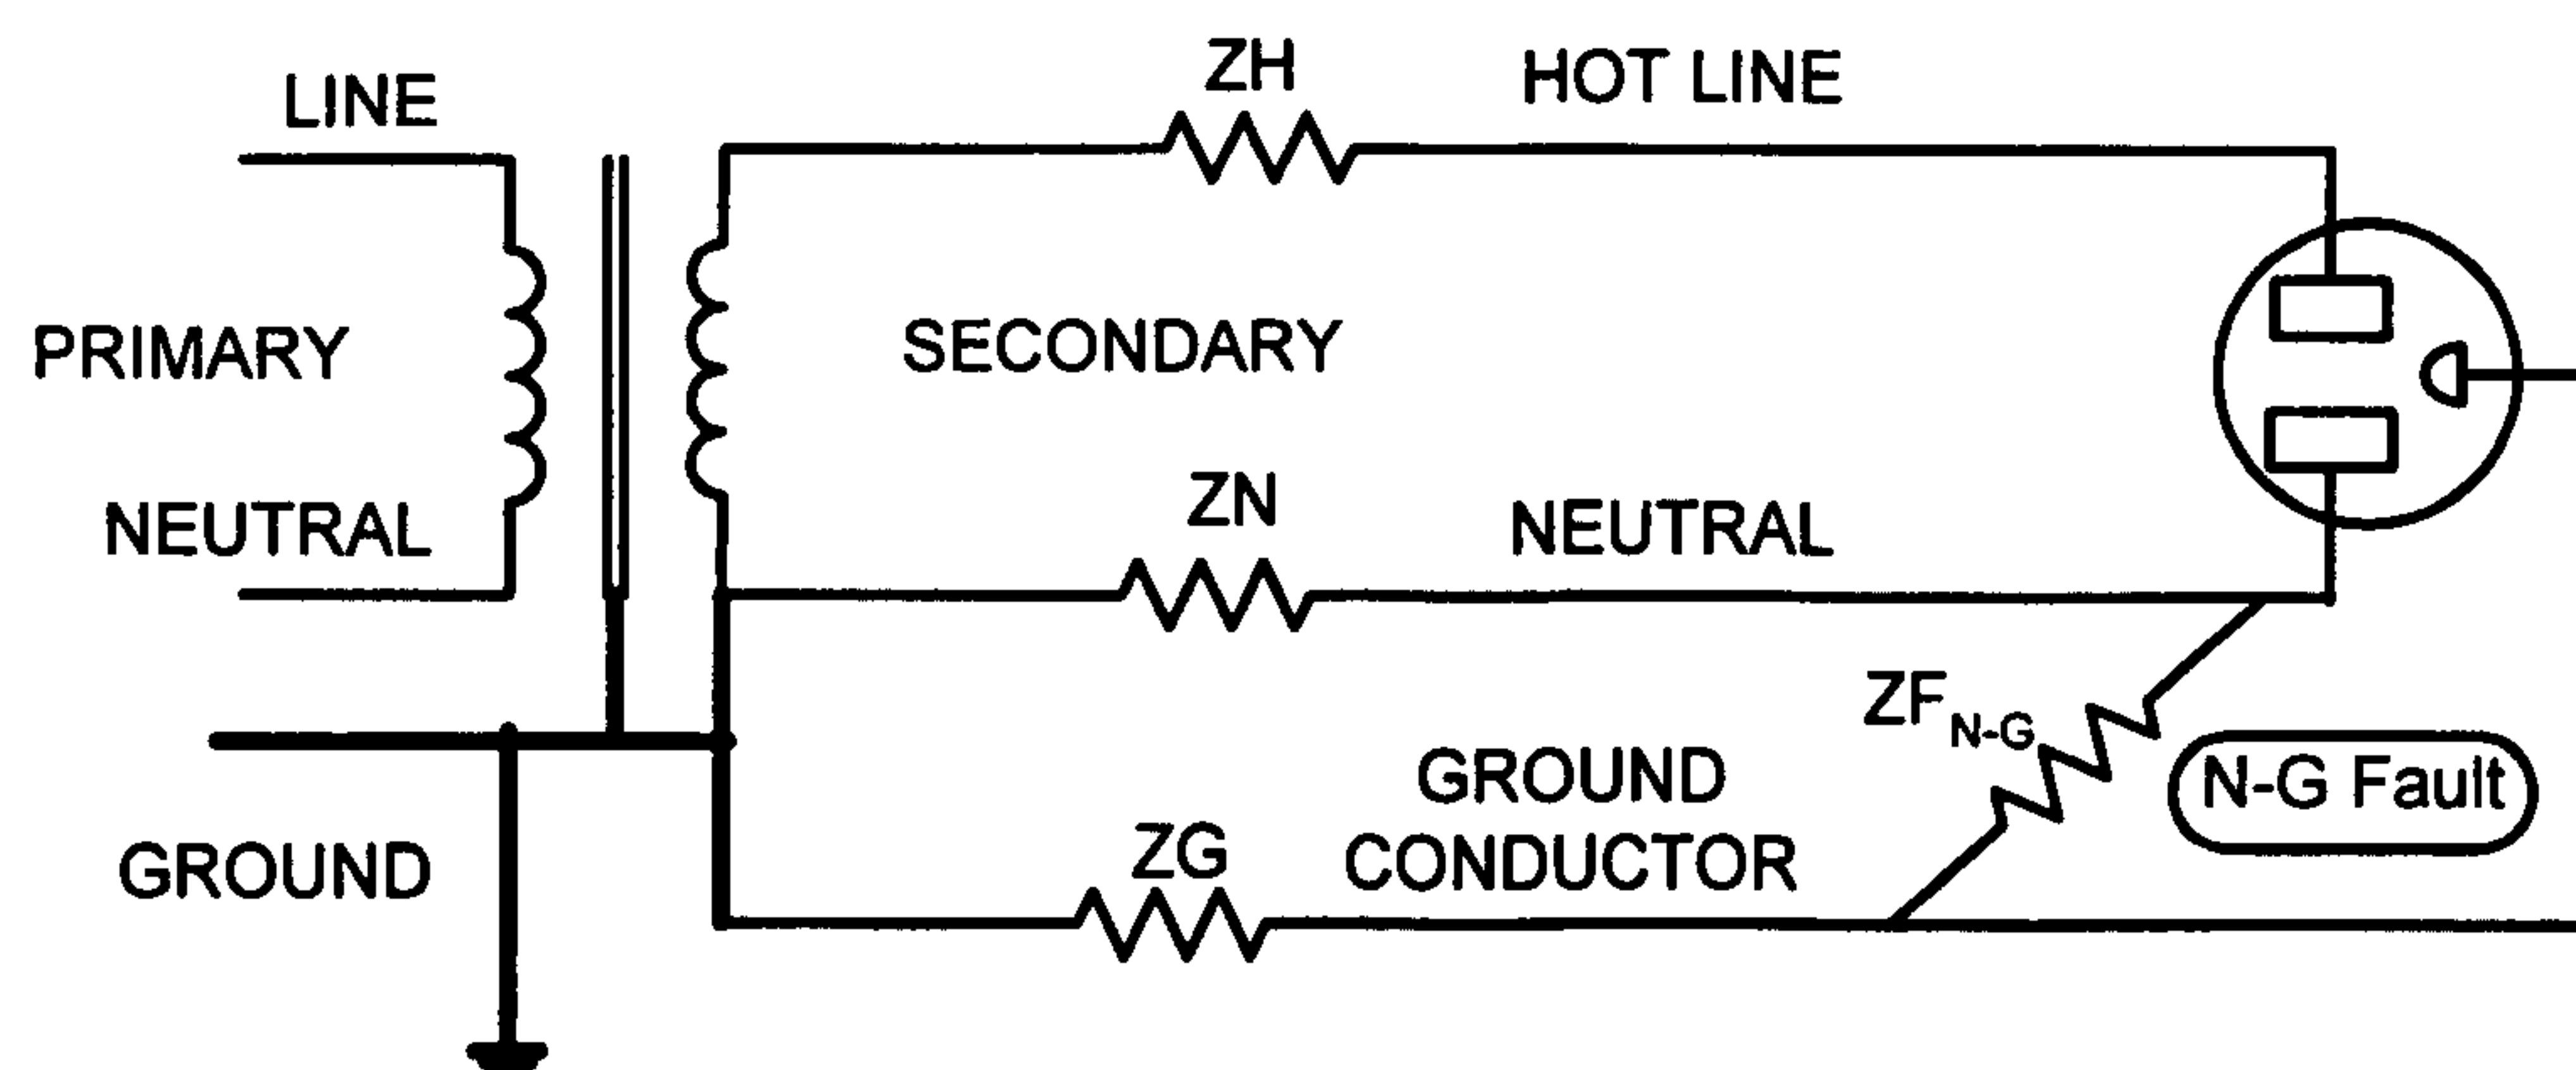 LINE
ZH
HOT LINE
PRIMARY
SECONDARY
NEUTRAL
ZN
NEUTRAL
ZF N-G
N-G Fault
GROUND
ZG
GROUND
CONDUCTOR